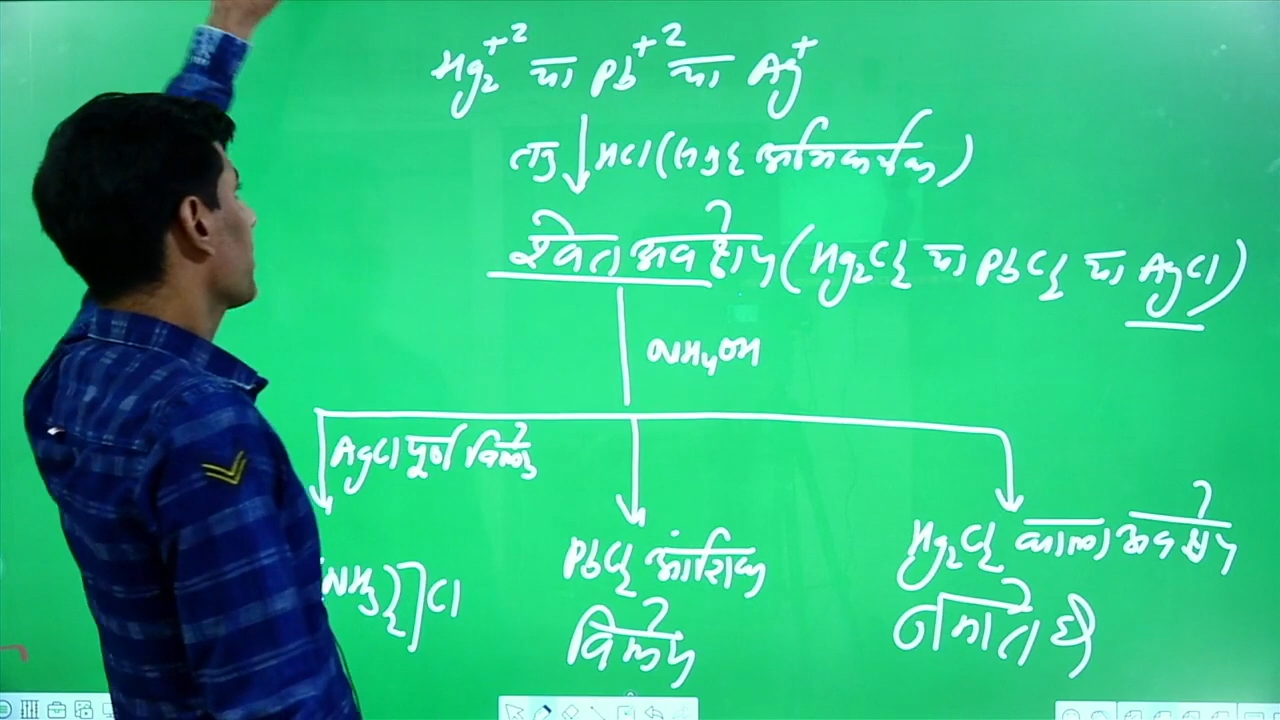 Hg₂⁺² या Pb⁺² या Ag⁺
तनु HCl (समूह अभिकर्मक)
श्वेत अवक्षेप (Hg₂Cl₂ या PbCl₂ या AgCl)
NH₄OH
AgCl पूर्ण विलेय
NH₃)₂]Cl
PbCl₂ आंशिक
विलेय
Hg₂Cl₂ काला अवक्षेप
बनाते है